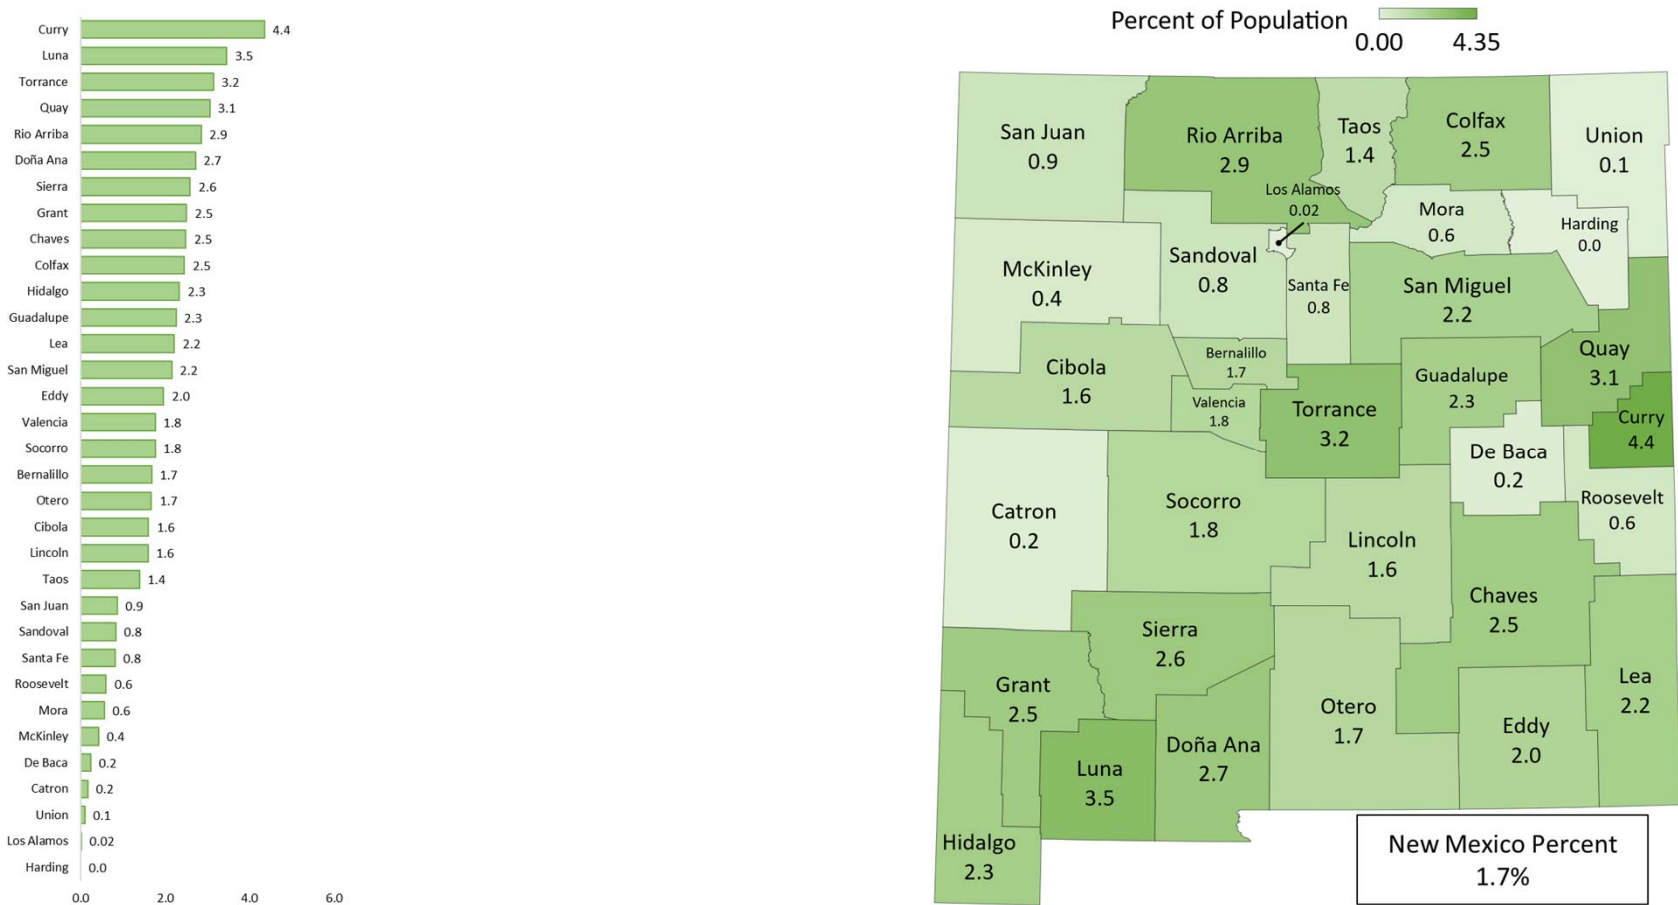 Curry 4.4
Luna 3.5
Torrance 3.2
Quay 3.1
Rio Arriba 2.9
Doña Ana 2.7
Sierra 2.6
Grant 2.5
Chaves 2.5
Colfax 2.5
Hidalgo 2.3
Guadalupe 2.3
Lea 2.2
San Miguel 2.2
Eddy 2.0
Valencia 1.8
Socorro 1.8
Bernalillo 1.7
Otero 1.7
Cibola 1.6
Lincoln 1.6
Taos 1.4
San Juan 0.9
Sandoval 0.8
Santa Fe 0.8
Roosevelt 0.6
Mora 0.6
McKinley 0.4
De Baca 0.2
Catron 0.2
Union 0.1
Los Alamos 0.02
Harding 0.0
0.0 2.0 4.0 6.0
Percent of Population
0.00 4.35
San Juan
0.9
Rio Arriba
2.9
Taos
1.4
Colfax
2.5
Union
0.1
Los Alamos
0.02
Mora
0.6
Harding
0.0
McKinley
0.4
Sandoval
0.8
Santa Fe
0.8
San Miguel
2.2
Quay
3.1
Cibola
1.6
Bernalillo
1.7
Valencia
1.8
Torrance
3.2
Guadalupe
2.3
Curry
4.4
De Baca
0.2
Roosevelt
0.6
Catron
0.2
Socorro
1.8
Lincoln
1.6
Chaves
2.5
Sierra
2.6
Grant
2.5
Lea
2.2
Otero
1.7
Eddy
2.0
Doña Ana
2.7
Luna
3.5
Hidalgo
2.3
New Mexico Percent
1.7%